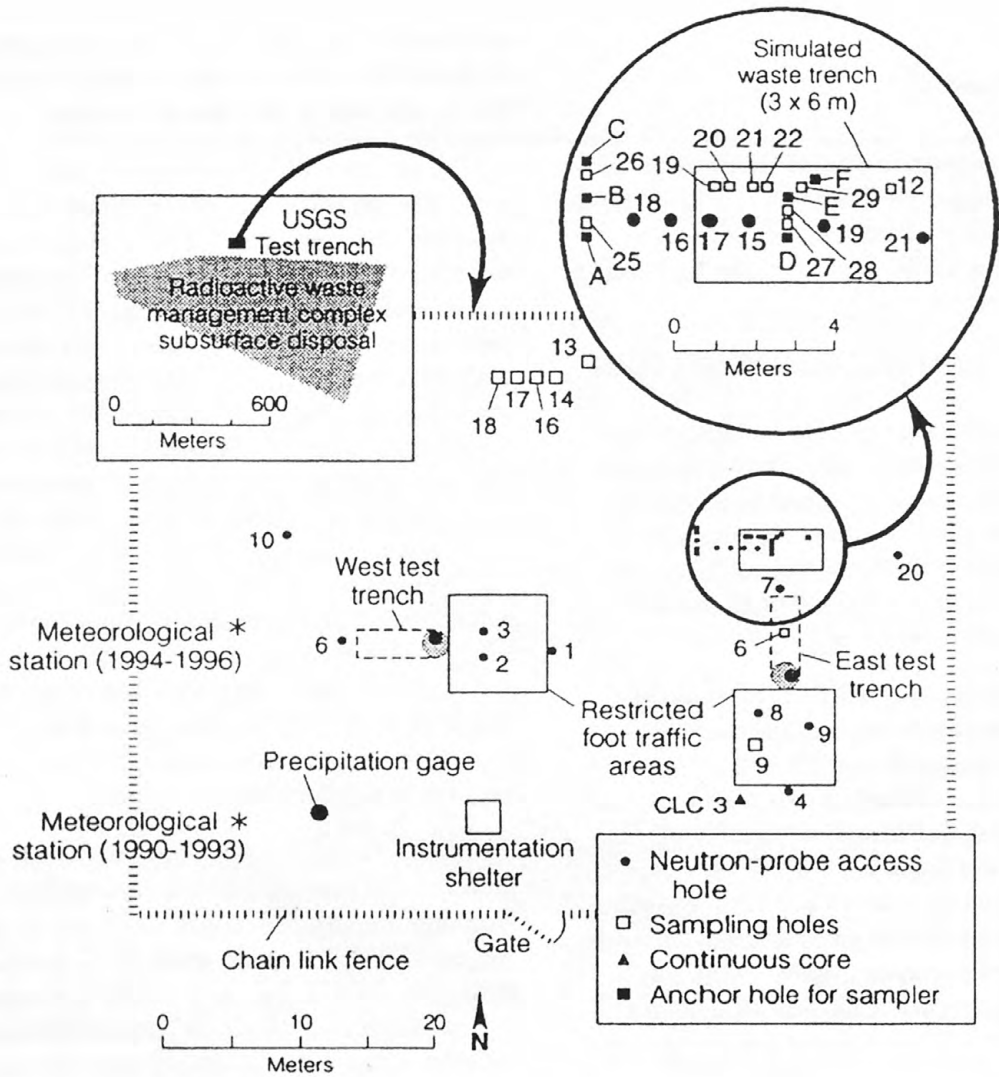 Simulated
waste trench
(3 x 6 m)
C
26
B
18
A
25
16
17
15
19
20
21
22
F
E
29
12
19
21
D
27
28
0 4
Meters
USGS
Test trench
Radioactive waste
management complex
subsurface disposal
0 600
Meters
13
18
17
16
14
10
West test
trench
6
3
2
1
7
6
20
East test
trench
Meteorological *
station (1994-1996)
Restricted
foot traffic
areas
8
9
9
4
CLC 3
Precipitation gage
Meteorological *
station (1990-1993)
Instrumentation
shelter
Gate
Chain link fence
0 10 20
Meters
N
Neutron-probe access
hole
Sampling holes
Continuous core
Anchor hole for sampler